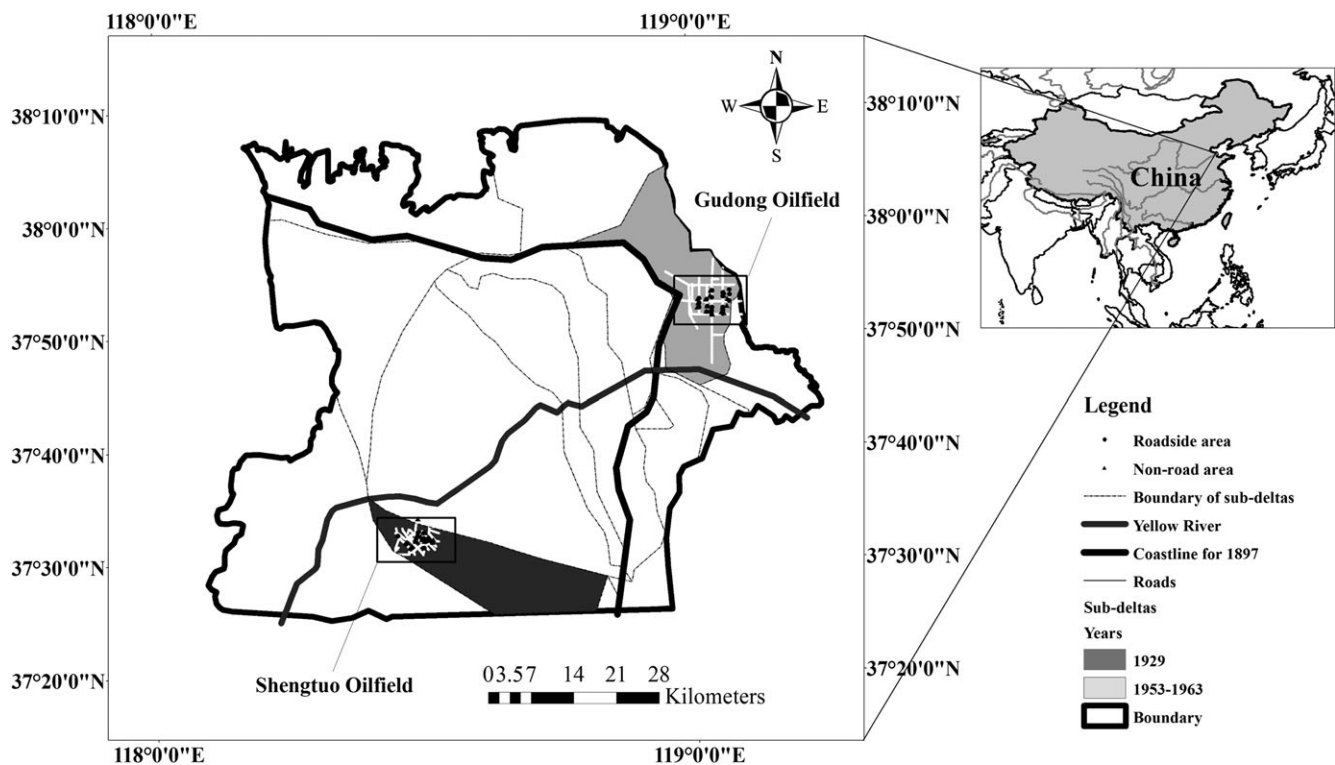 118°0'0"E
119°0'0"E
38°10'0"N
38°0'0"N
37°50'0"N
37°40'0"N
37°30'0"N
37°20'0"N
N
W
E
S
Gudong Oilfield
Shengtuo Oilfield
03.57 14 21 28
Kilometers
38°10'0"N
38°0'0"N
37°50'0"N
37°40'0"N
37°30'0"N
37°20'0"N
118°0'0"E
119°0'0"E
China
Legend
Roadside area
Non-road area
Boundary of sub-deltas
Yellow River
Coastline for 1897
Roads
Sub-deltas
Years
1929
1953-1963
Boundary